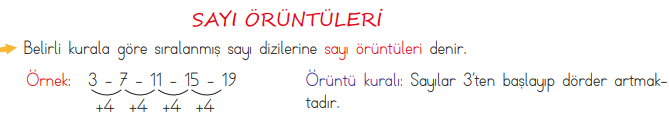 SAYI ÖRÜNTÜLERİ
Belirli kurala göre sıralanmış sayı dizilerine sayı örüntüleri denir.
Örnek: 3 - 7 - 11 - 15 - 19
+4 +4 +4 +4
Örüntü kuralı: Sayılar 3'ten başlayıp dörder artmak-
tadır.